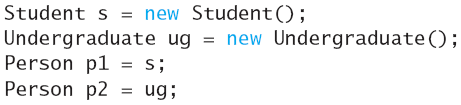 Student s = new Student();
Undergraduate ug = new Undergraduate();
Person p1 = s;
Person p2 = ug;